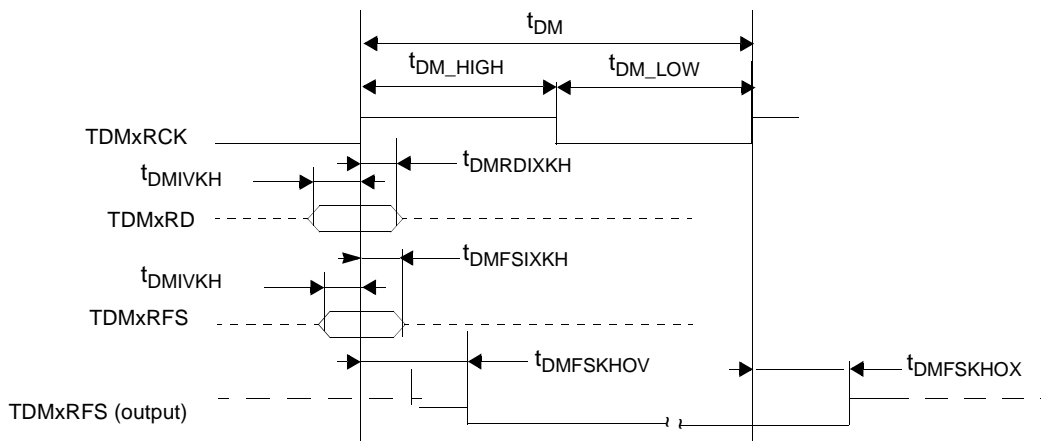 tDM
tDM_HIGH
tDM_LOW
TDMxRCK
tDMRDIXKH
tDMIVKH
TDMxRD
tDMFSIXKH
tDMIVKH
TDMxRFS
tDMFSKHOV
tDMFSKHOX
TDMxRFS (output)